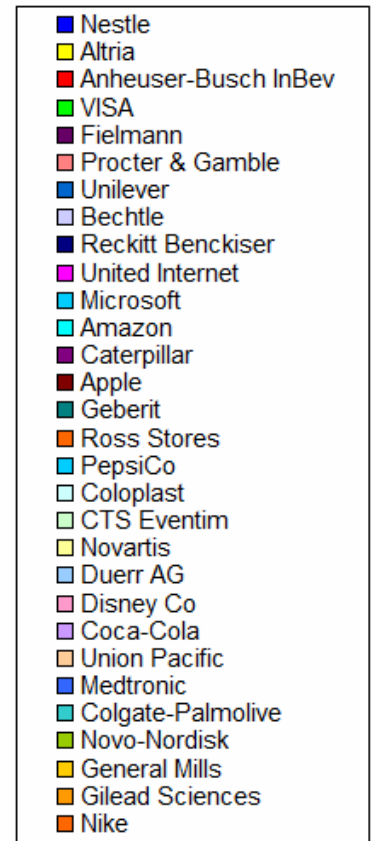 Nestle
Altria
Anheuser-Busch InBev
VISA
Fielmann
Procter & Gamble
Unilever
Bechtle
Reckitt Benckiser
United Internet
Microsoft
Amazon
Caterpillar
Apple
Geberit
Ross Stores
PepsiCo
Coloplast
CTS Eventim
Novartis
Duerr AG
Disney Co
Coca-Cola
Union Pacific
Medtronic
Colgate-Palmolive
Novo-Nordisk
General Mills
Gilead Sciences
Nike